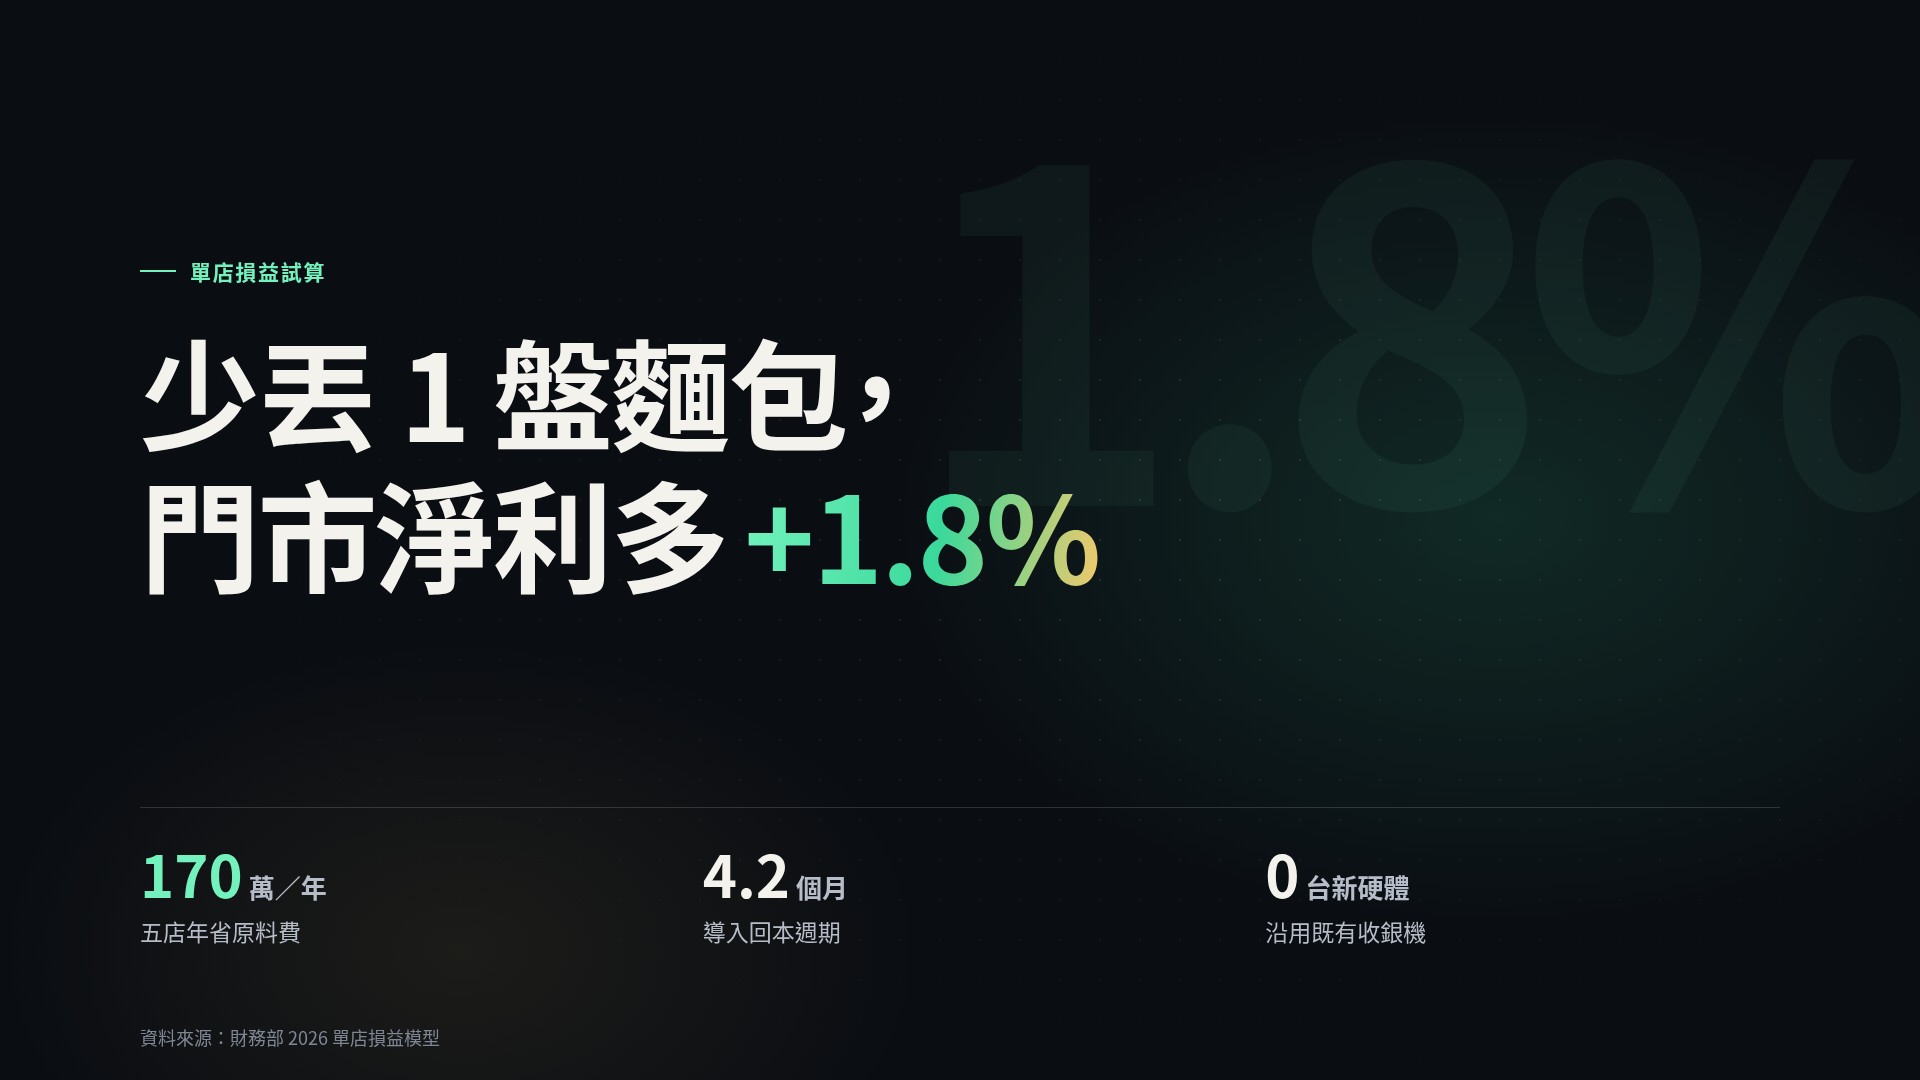 單店損益試算
少丟 1 盤麵包，
門市淨利多 +1.8%
1.8%
170 萬／年
五店年省原料費
4.2 個月
導入回本週期
0 台新硬體
沿用既有收銀機
資料來源：財務部 2026 單店損益模型